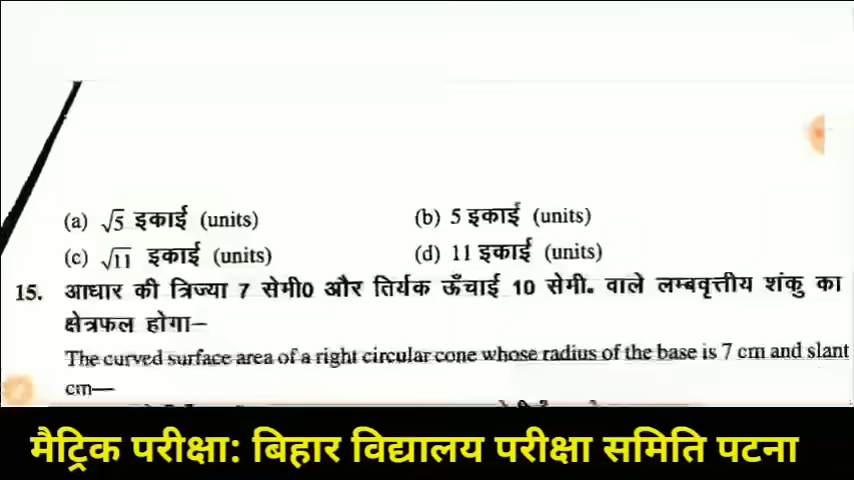 (a) √5 इकाई (units) (b) 5 इकाई (units)
(c) √11 इकाई (units) (d) 11 इकाई (units)
15. आधार की त्रिज्या 7 सेमी0 और तिर्यक ऊँचाई 10 सेमी. वाले लम्बवृत्तीय शंकु का
क्षेत्रफल होगा–
The curved surface area of a right circular cone whose radius of the base is 7 cm and slant
cm—
मैट्रिक परीक्षा: बिहार विद्यालय परीक्षा समिति पटना